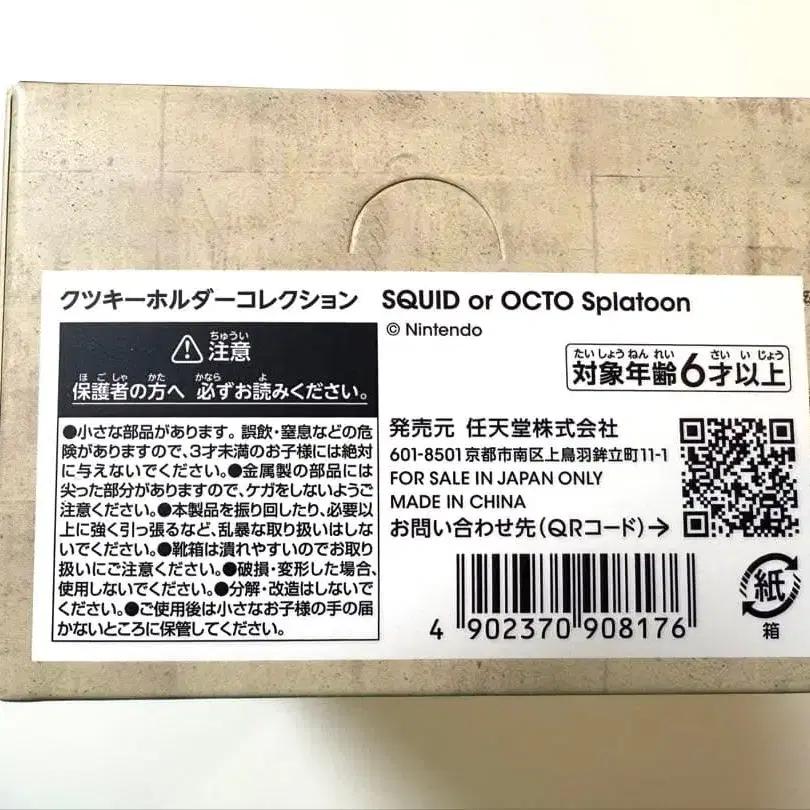 クツキーホルダーコレクション SQUID or OCTO Splatoon
© Nintendo
ちゅうい
注意
ほごしゃ かた かなら よ
保護者の方へ 必ずお読みください。
●小さな部品があります。誤飲・窒息などの危
険がありますので、3才未満のお子様には絶対
に与えないでください。●金属製の部品には
尖った部分がありますので、ケガをしないようご
注意ください。●本製品を振り回したり、必要以
上に強く引っ張るなど、乱暴な取り扱いはしな
いでください。●靴箱は潰れやすいのでお取り
扱いにご注意ください。●破損・変形した場合、
使用しないでください。●分解・改造はしないで
ください。●ご使用後は小さなお子様の手の届
かないところに保管してください。
たいしょうねんれい さいいじょう
対象年齢6才以上
発売元 任天堂株式会社
601-8501 京都市南区上鳥羽鉾立町11-1
FOR SALE IN JAPAN ONLY
MADE IN CHINA
お問い合わせ先(QRコード)→
4 902370 908176
紙
箱